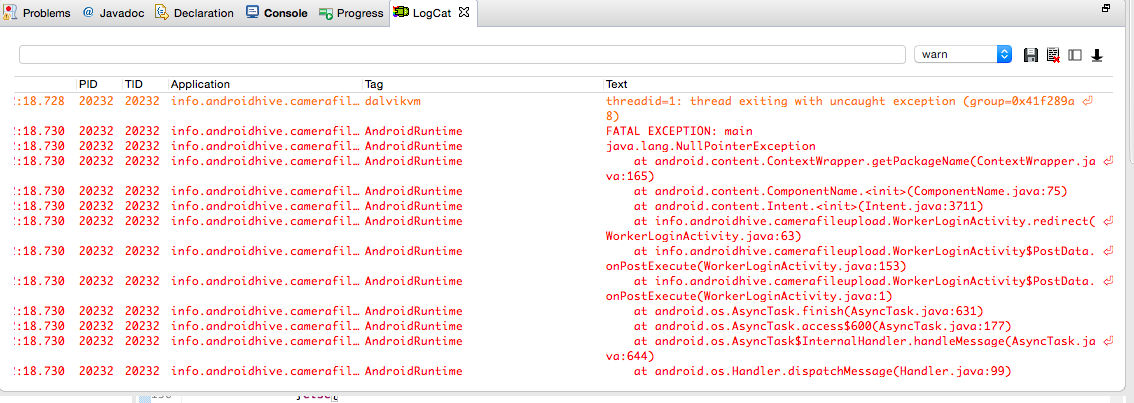 Problems @ Javadoc Declaration Console Progress LogCat
warn
PID TID Application Tag Text
:18.728 20232 20232 info.androidhive.camerafil… dalvikvm threadid=1: thread exiting with uncaught exception (group=0x41f289a
8)
:18.730 20232 20232 info.androidhive.camerafil… AndroidRuntime FATAL EXCEPTION: main
:18.730 20232 20232 info.androidhive.camerafil… AndroidRuntime java.lang.NullPointerException
:18.730 20232 20232 info.androidhive.camerafil… AndroidRuntime at android.content.ContextWrapper.getPackageName(ContextWrapper.ja
va:165)
:18.730 20232 20232 info.androidhive.camerafil… AndroidRuntime at android.content.ComponentName.<init>(ComponentName.java:75)
:18.730 20232 20232 info.androidhive.camerafil… AndroidRuntime at android.content.Intent.<init>(Intent.java:3711)
:18.730 20232 20232 info.androidhive.camerafil… AndroidRuntime at info.androidhive.camerafileupload.WorkerLoginActivity.redirect(
WorkerLoginActivity.java:63)
:18.730 20232 20232 info.androidhive.camerafil… AndroidRuntime at info.androidhive.camerafileupload.WorkerLoginActivity$PostData.
onPostExecute(WorkerLoginActivity.java:153)
:18.730 20232 20232 info.androidhive.camerafil… AndroidRuntime at info.androidhive.camerafileupload.WorkerLoginActivity$PostData.
onPostExecute(WorkerLoginActivity.java:1)
:18.730 20232 20232 info.androidhive.camerafil… AndroidRuntime at android.os.AsyncTask.finish(AsyncTask.java:631)
:18.730 20232 20232 info.androidhive.camerafil… AndroidRuntime at android.os.AsyncTask.access$600(AsyncTask.java:177)
:18.730 20232 20232 info.androidhive.camerafil… AndroidRuntime at android.os.AsyncTask$InternalHandler.handleMessage(AsyncTask.ja
va:644)
:18.730 20232 20232 info.androidhive.camerafil… AndroidRuntime at android.os.Handler.dispatchMessage(Handler.java:99)